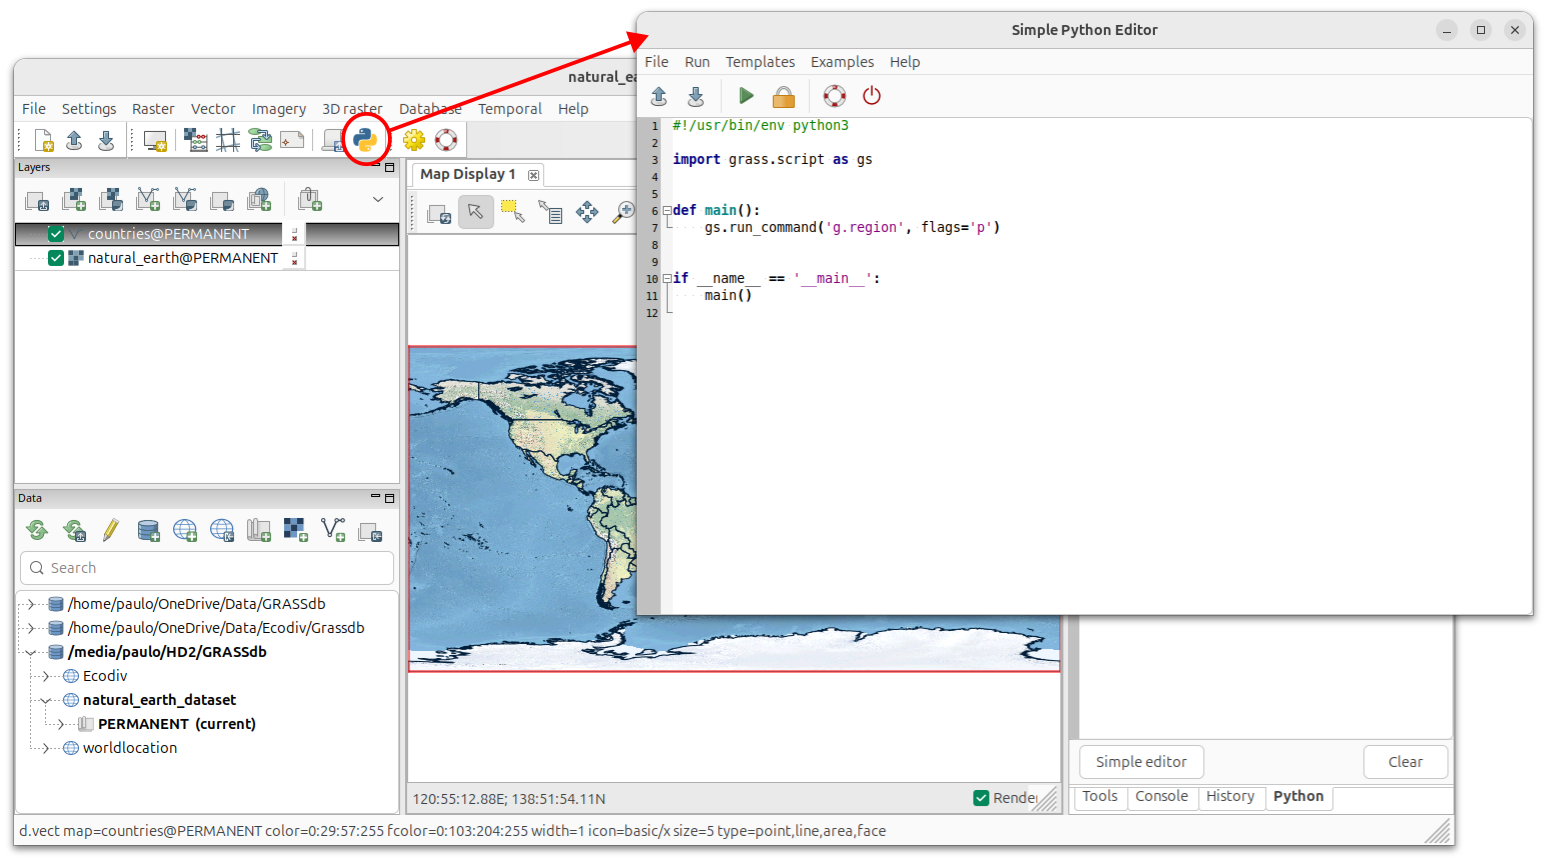 Simple Python Editor
File Run Templates Examples Help
1 #!/usr/bin/env python3
2
3 import grass.script as gs
4
5
6 def main():
7 gs.run_command('g.region', flags='p')
8
9
10 if __name__ == '__main__':
11 main()
12
natural_ea
File Settings Raster Vector Imagery 3D raster Database Temporal Help
Layers
countries@PERMANENT
natural_earth@PERMANENT
Map Display 1
Data
Search
/home/paulo/OneDrive/Data/GRASSdb
/home/paulo/OneDrive/Data/Ecodiv/Grassdb
/media/paulo/HD2/GRASSdb
Ecodiv
natural_earth_dataset
PERMANENT (current)
worldlocation
120:55:12.88E; 138:51:54.11N
Render
Simple editor Clear
Tools Console History Python
d.vect map=countries@PERMANENT color=0:29:57:255 fcolor=0:103:204:255 width=1 icon=basic/x size=5 type=point,line,area,face